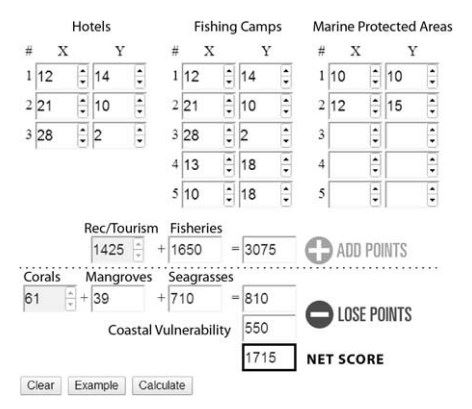 Hotels Fishing Camps Marine Protected Areas
# X Y # X Y # X Y
1 12 14 1 12 14 1 10 10
2 21 10 2 21 10 2 12 15
3 28 2 3 28 2 3
4 13 18 4
5 10 18 5
Rec/Tourism Fisheries
1425 + 1650 = 3075 ADD POINTS
Corals Mangroves Seagrasses
61 + 39 + 710 = 810
LOSE POINTS
Coastal Vulnerability 550
1715 NET SCORE
Clear Example Calculate